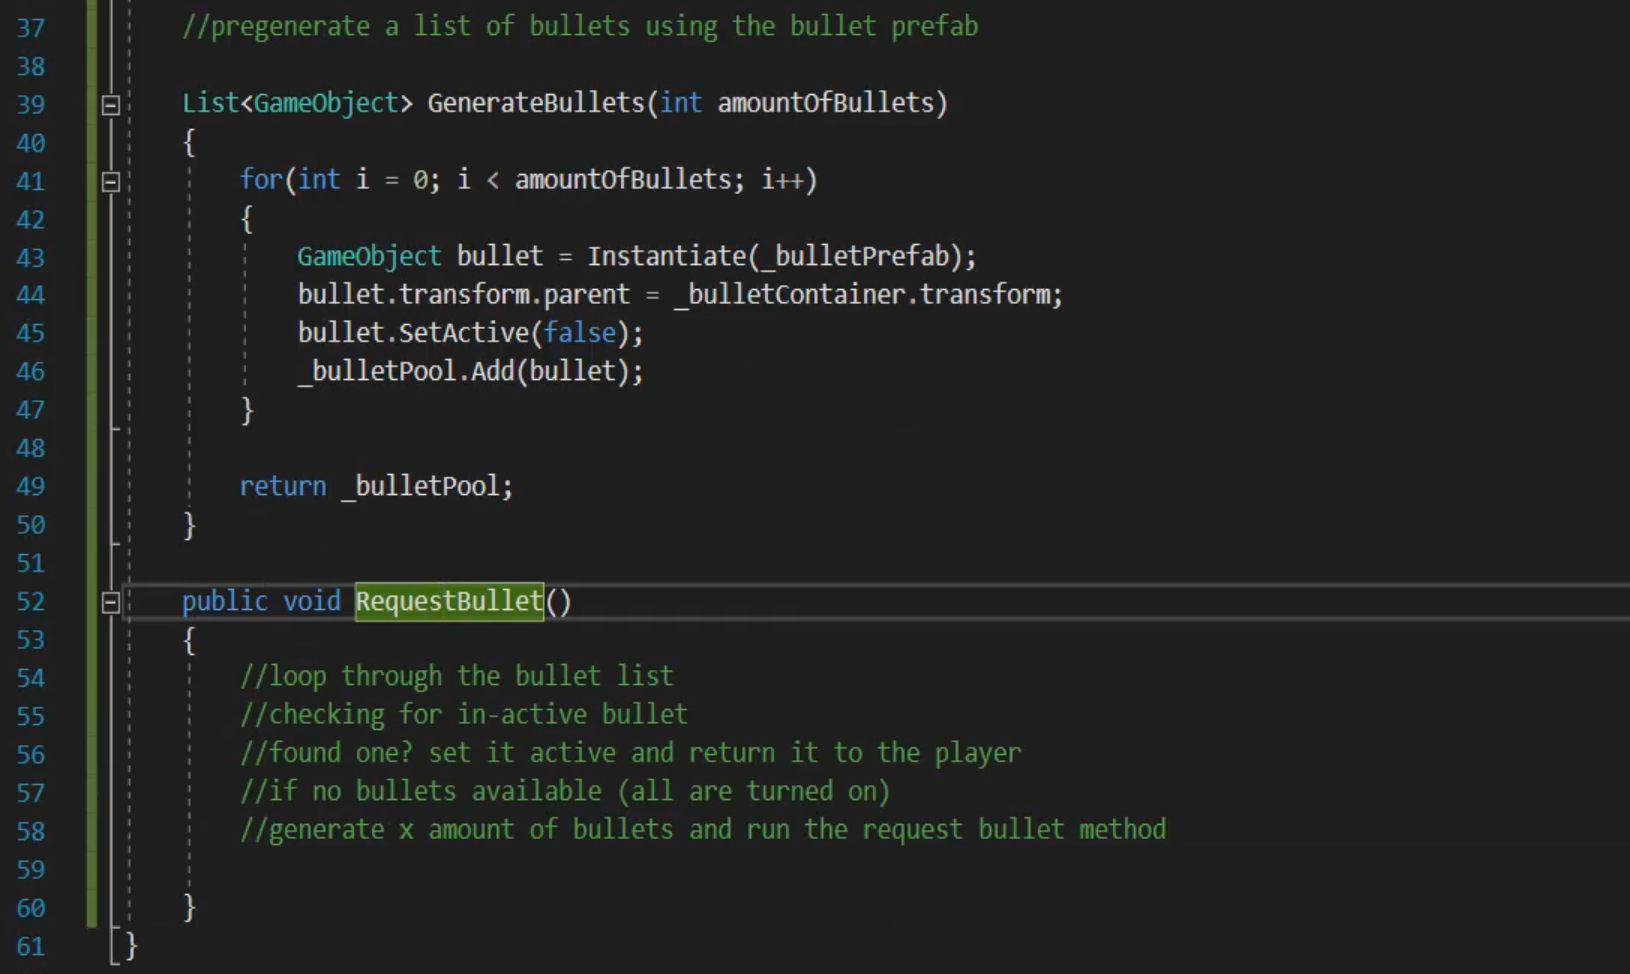 37 //pregenerate a list of bullets using the bullet prefab
38
39 List<GameObject> GenerateBullets(int amountOfBullets)
40 {
41 for(int i = 0; i < amountOfBullets; i++)
42 {
43 GameObject bullet = Instantiate(_bulletPrefab);
44 bullet.transform.parent = _bulletContainer.transform;
45 bullet.SetActive(false);
46 _bulletPool.Add(bullet);
47 }
48
49 return _bulletPool;
50 }
51
52 public void RequestBullet()
53 {
54 //loop through the bullet list
55 //checking for in-active bullet
56 //found one? set it active and return it to the player
57 //if no bullets available (all are turned on)
58 //generate x amount of bullets and run the request bullet method
59
60 }
61 }